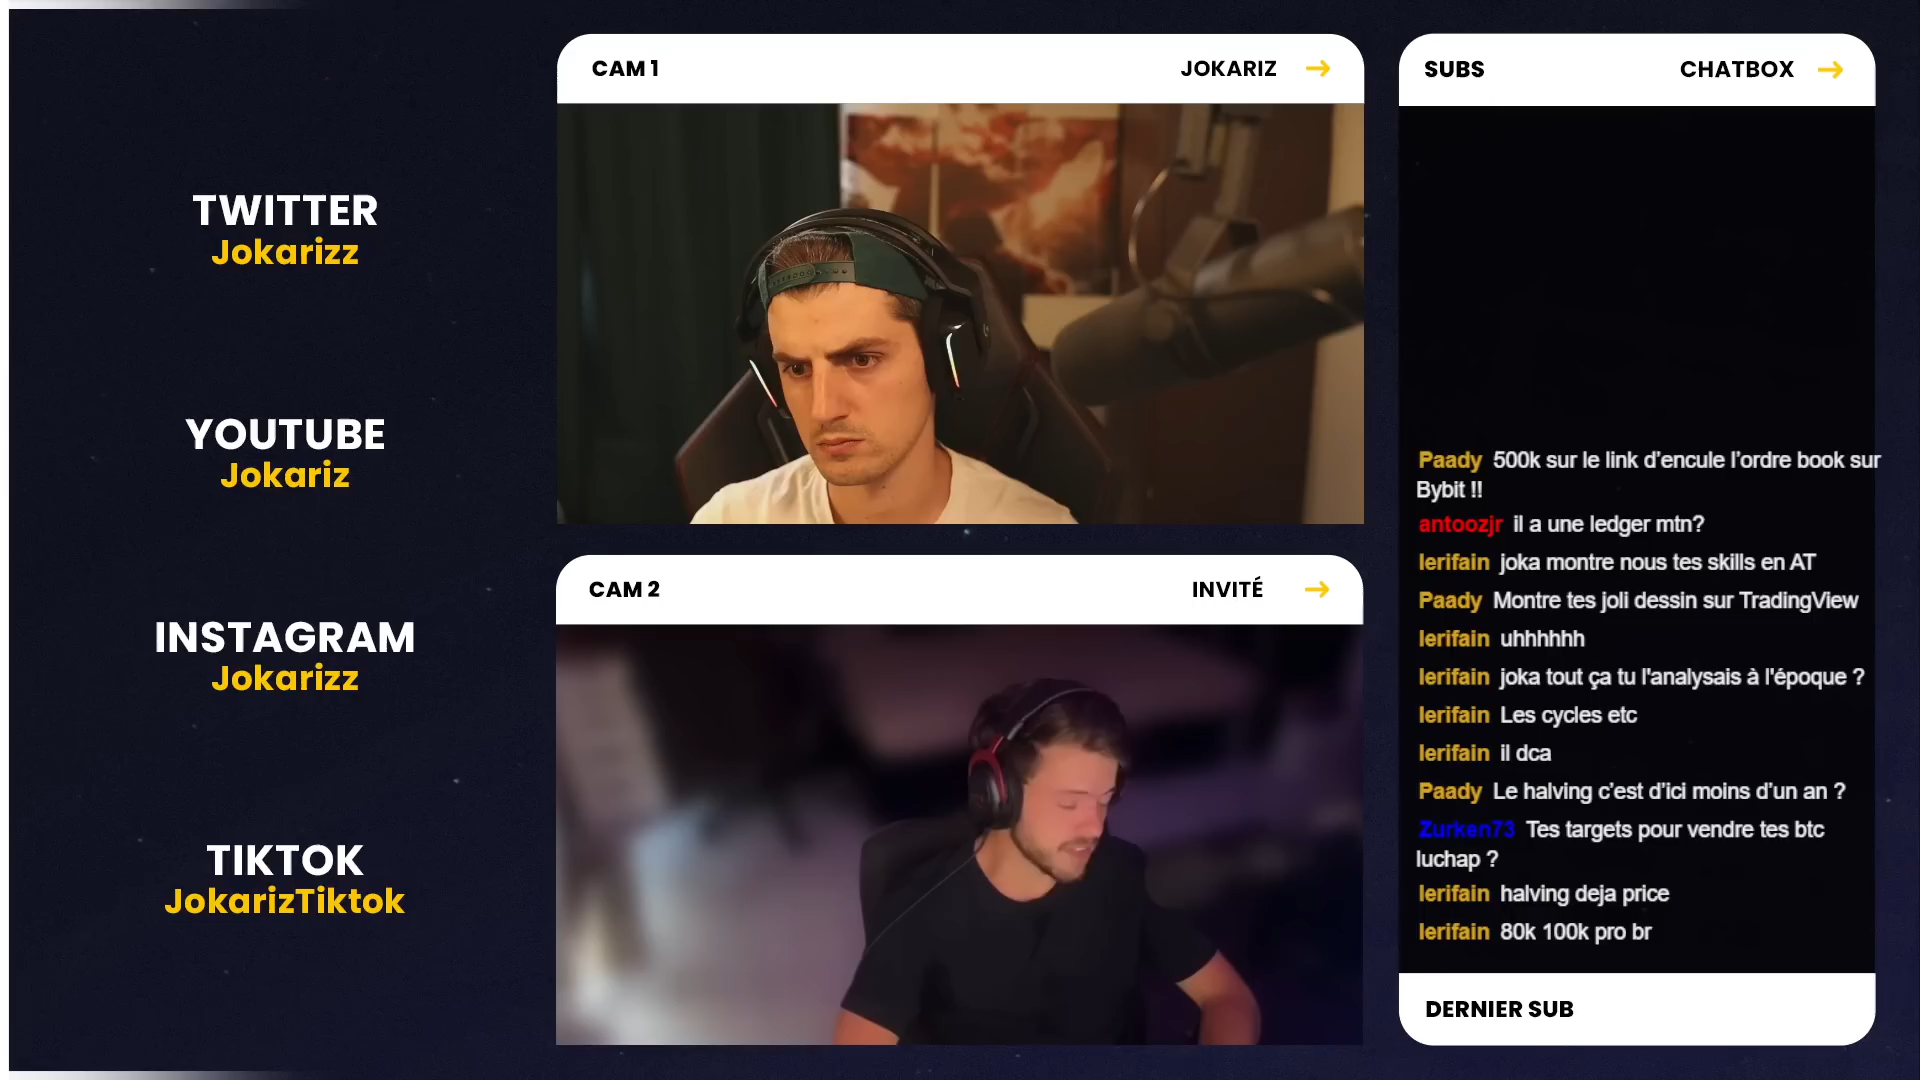 TWITTER
Jokarizz
YOUTUBE
Jokariz
INSTAGRAM
Jokarizz
TIKTOK
JokarizTiktok
CAM 1
JOKARIZ
CAM 2
INVITÉ
SUBS
CHATBOX
Paady 500k sur le link d’encule l’ordre book sur
Bybit !!
antoozjr il a une ledger mtn?
lerifain joka montre nous tes skills en AT
Paady Montre tes joli dessin sur TradingView
lerifain uhhhhhh
lerifain joka tout ça tu l'analysais à l'époque ?
lerifain Les cycles etc
lerifain il dca
Paady Le halving c’est d’ici moins d’un an ?
Zurken73 Tes targets pour vendre tes btc
luchap ?
lerifain halving deja price
lerifain 80k 100k pro br
DERNIER SUB